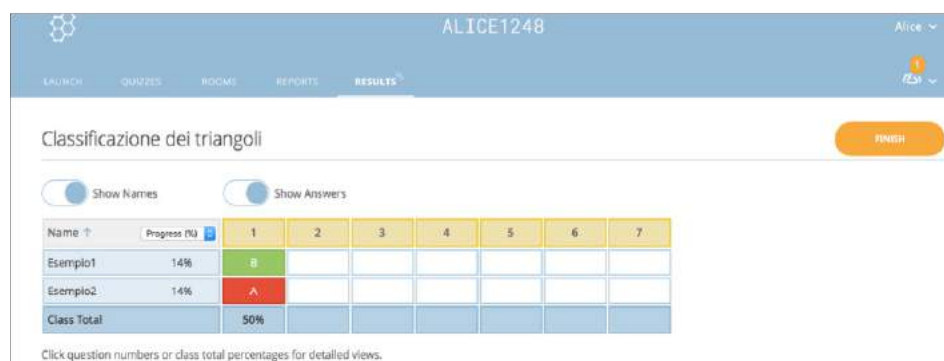 ALICE1248
Alice
LAUNCH QUIZZES ROOMS REPORTS RESULTS
1
Classificazione dei triangoli
FINISH
Show Names Show Answers
Name ↑ Progress (%) 1 2 3 4 5 6 7
Esempio1 14% B
Esempio2 14% A
Class Total 50%
Click question numbers or class total percentages for detailed views.